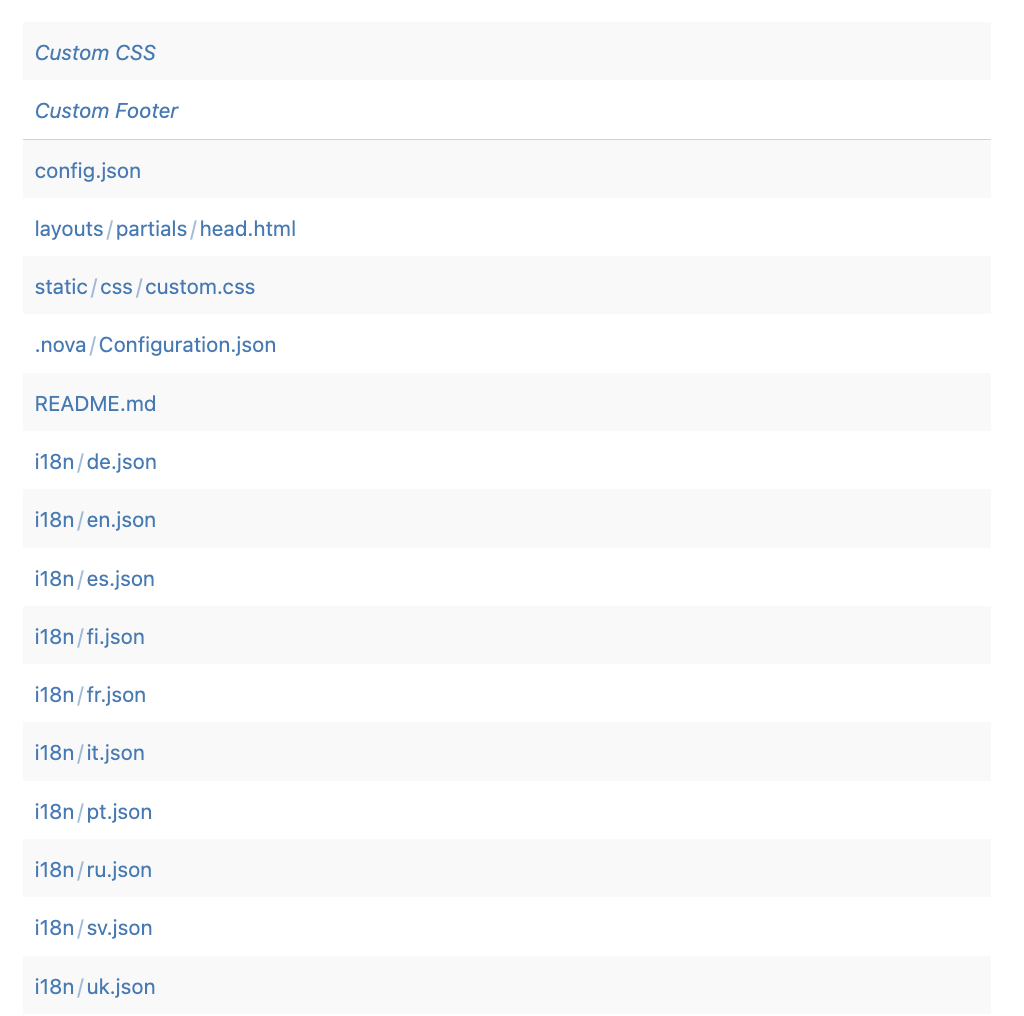 Custom CSS
Custom Footer
config.json
layouts/partials/head.html
static/css/custom.css
.nova/Configuration.json
README.md
i18n/de.json
i18n/en.json
i18n/es.json
i18n/fi.json
i18n/fr.json
i18n/it.json
i18n/pt.json
i18n/ru.json
i18n/sv.json
i18n/uk.json